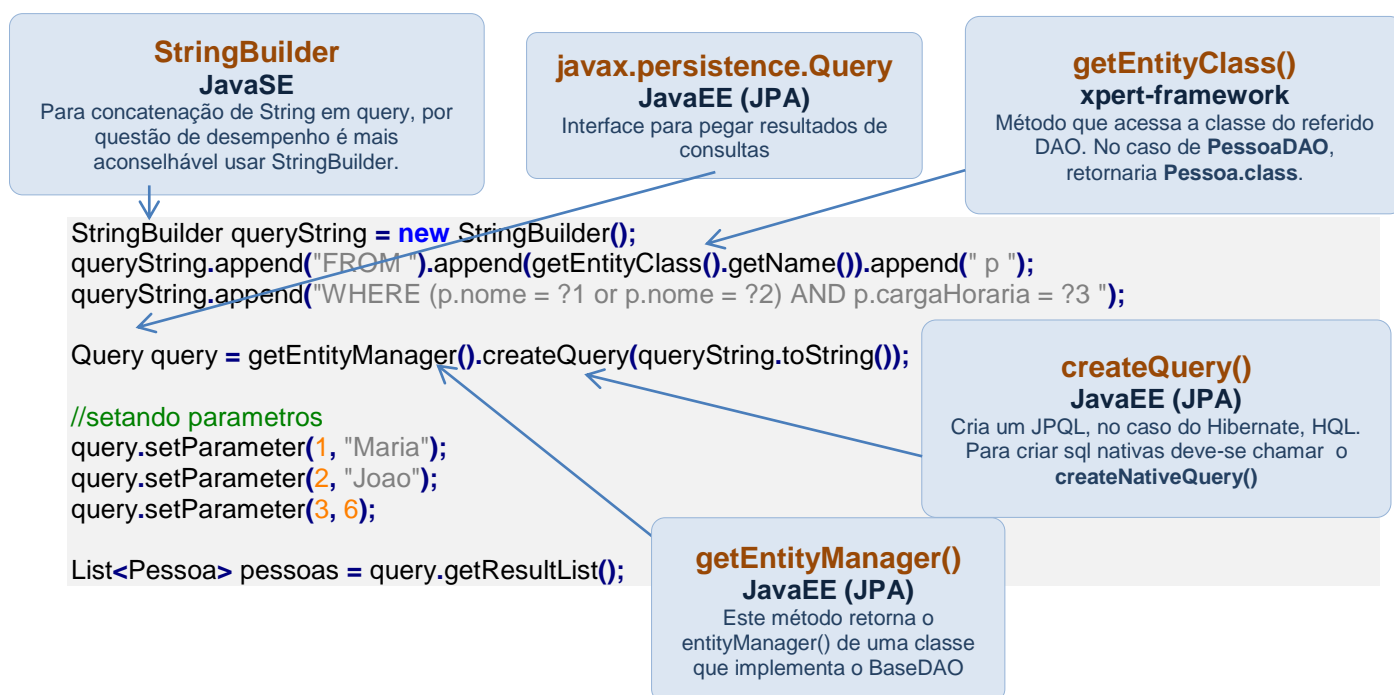 StringBuilder
JavaSE
Para concatenação de String em query, por
questão de desempenho é mais
aconselhável usar StringBuilder.
javax.persistence.Query
JavaEE (JPA)
Interface para pegar resultados de
consultas
getEntityClass()
xpert-framework
Método que acessa a classe do referido
DAO. No caso de PessoaDAO,
retornaria Pessoa.class.
StringBuilder queryString = new StringBuilder();
queryString.append("FROM ").append(getEntityClass().getName()).append(" p ");
queryString.append("WHERE (p.nome = ?1 or p.nome = ?2) AND p.cargaHoraria = ?3 ");
Query query = getEntityManager().createQuery(queryString.toString());
//setando parametros
query.setParameter(1, "Maria");
query.setParameter(2, "Joao");
query.setParameter(3, 6);
List<Pessoa> pessoas = query.getResultList();
createQuery()
JavaEE (JPA)
Cria um JPQL, no caso do Hibernate, HQL.
Para criar sql nativas deve-se chamar o
createNativeQuery()
getEntityManager()
JavaEE (JPA)
Este método retorna o
entityManager() de uma classe
que implementa o BaseDAO